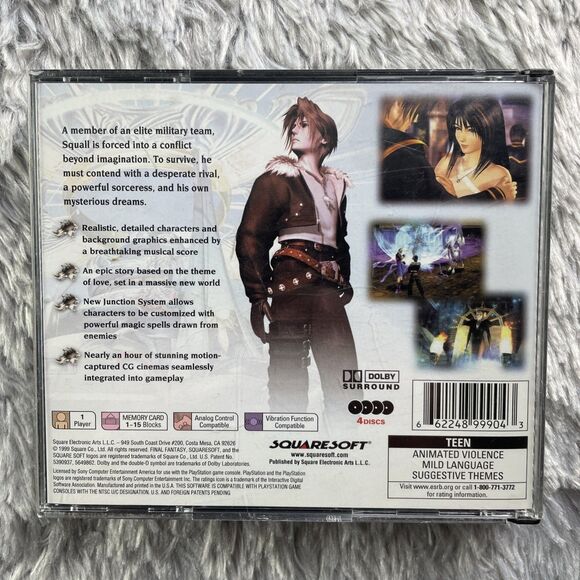 A member of an elite military team,
Squall is forced into a conflict
beyond imagination. To survive, he
must contend with a desperate rival,
a powerful sorceress, and his own
mysterious dreams.
Realistic, detailed characters and
background graphics enhanced by
a breathtaking musical score
An epic story based on the theme
of love, set in a massive new world
New Junction System allows
characters to be customized with
powerful magic spells drawn from
enemies
Nearly an hour of stunning motion-
captured CG cinemas seamlessly
integrated into gameplay
DOLBY
SURROUND
4 DISCS
6 62248 99904 3
1
Player
MEMORY CARD
1-15 Blocks
Analog Control
Compatible
Vibration Function
Compatible
SQUARESOFT
www.squaresoft.com
Published by Square Electronic Arts L.L.C.
Square Electronic Arts L.L.C. – 949 South Coast Drive #200, Costa Mesa, CA 92626
© 1999 Square Co., Ltd. All rights reserved. FINAL FANTASY, SQUARESOFT, and the
SQUARE SOFT logo are registered trademarks of Square Co., Ltd. U.S. Patent No.
5390937, 5649862. Dolby and the double-D symbol are trademarks of Dolby Laboratories.
Licensed by Sony Computer Entertainment America for use with the PlayStation game console. PlayStation and the PlayStation
logos are registered trademarks of Sony Computer Entertainment Inc. The ratings icon is a trademark of the Interactive Digital
Software Association. Manufactured and printed in the U.S.A. THIS SOFTWARE IS COMPATIBLE WITH PLAYSTATION GAME
CONSOLES WITH THE NTSC U/C DESIGNATION. U.S. AND FOREIGN PATENTS PENDING
TEEN
ANIMATED VIOLENCE
MILD LANGUAGE
SUGGESTIVE THEMES
Visit www.esrb.org or call 1-800-771-3772
for rating information.